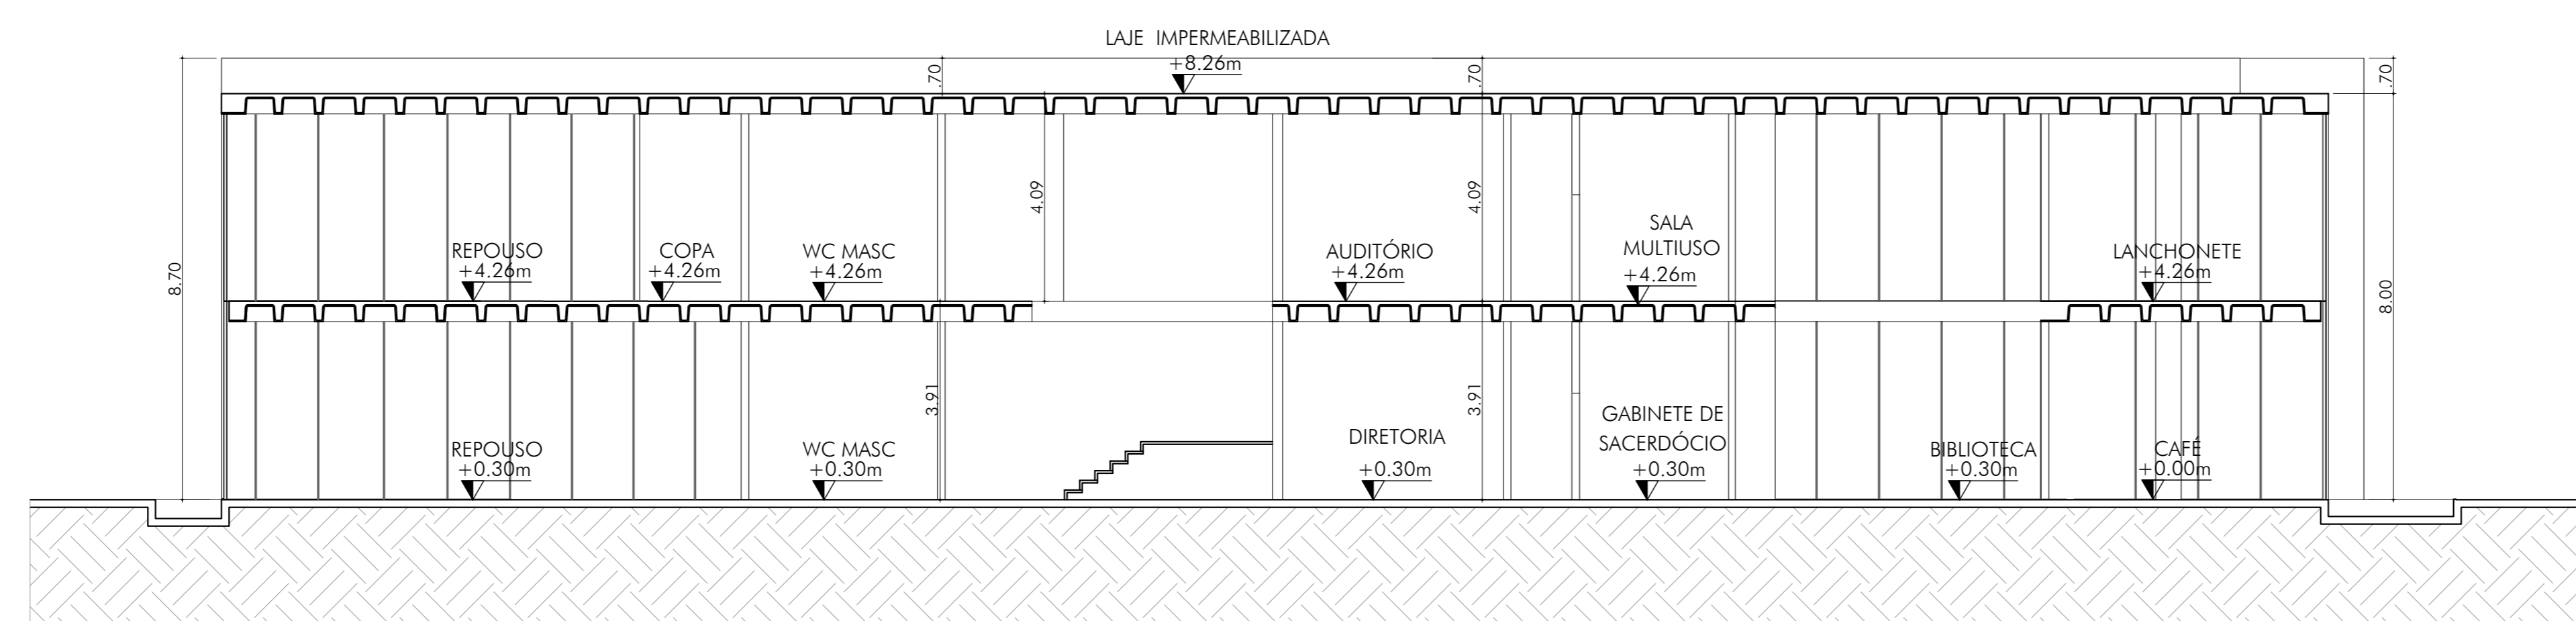 LAJE IMPERMEABILIZADA
+8.26m
.70
.70
.70
4.09
4.09
8.70
8.00
REPOUSO
+4.26m
COPA
+4.26m
WC MASC
+4.26m
AUDITÓRIO
+4.26m
SALA
MULTIUSO
+4.26m
LANCHONETE
+4.26m
3.91
3.91
REPOUSO
+0.30m
WC MASC
+0.30m
DIRETORIA
+0.30m
GABINETE DE
SACERDÓCIO
+0.30m
BIBLIOTECA
+0.30m
CAFÉ
+0.00m